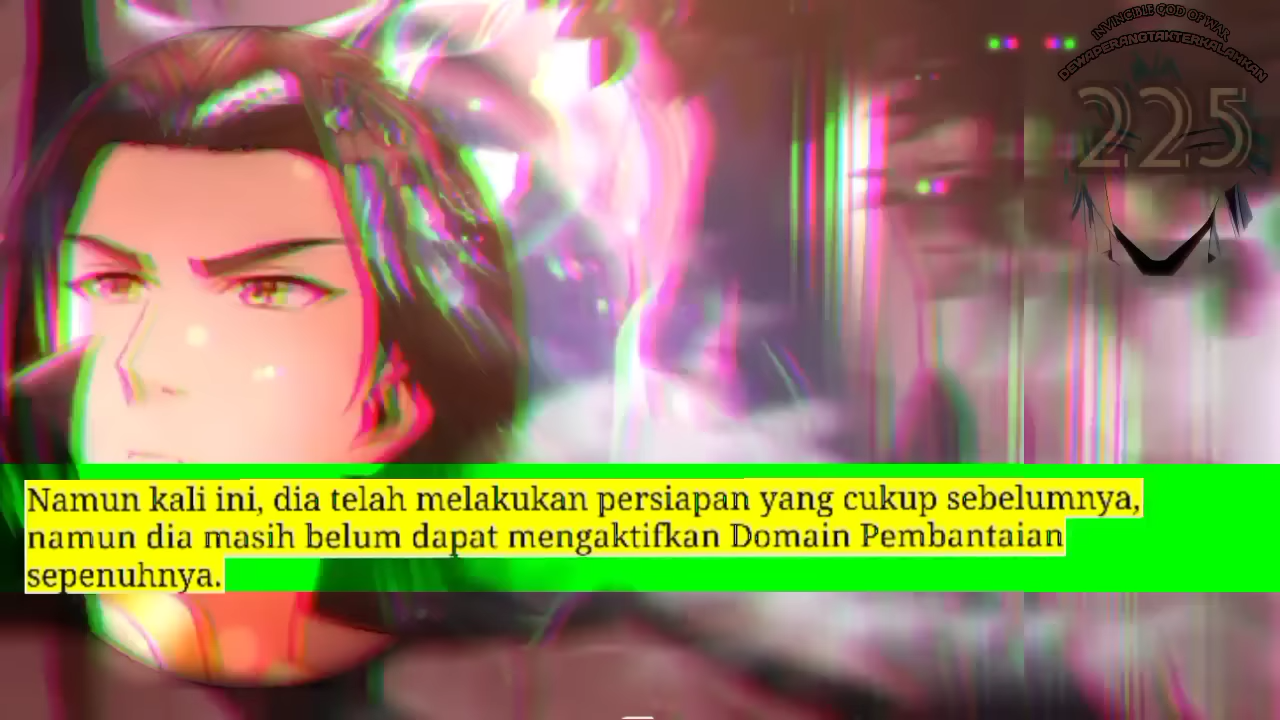 INVINCIBLE GOD OF WAR
DEWAPERANGTAKTERKALAHKAN
225
Namun kali ini, dia telah melakukan persiapan yang cukup sebelumnya,
namun dia masih belum dapat mengaktifkan Domain Pembantaian
sepenuhnya.